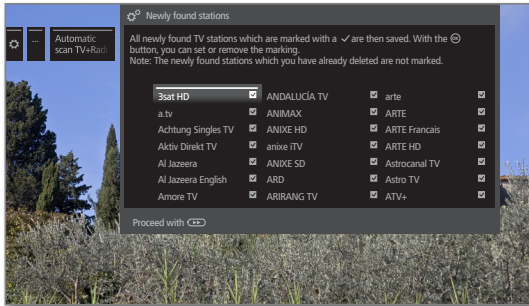 Newly found stations
...
Automatic
scan TV+Radi
All newly found TV stations which are marked with a ✓ are then saved. With the OK
button, you can set or remove the marking.
Note: The newly found stations which you have already deleted are not marked.
3sat HD ANDALUCÍA TV arte
a.tv ANIMAX ARTE
Achtung Singles TV ANIXE HD ARTE Francais
Aktiv Direkt TV anixe iTV ARTE HD
Al Jazeera ANIXE SD Astrocanal TV
Al Jazeera English ARD Astro TV
Amore TV ARIRANG TV ATV+
Proceed with